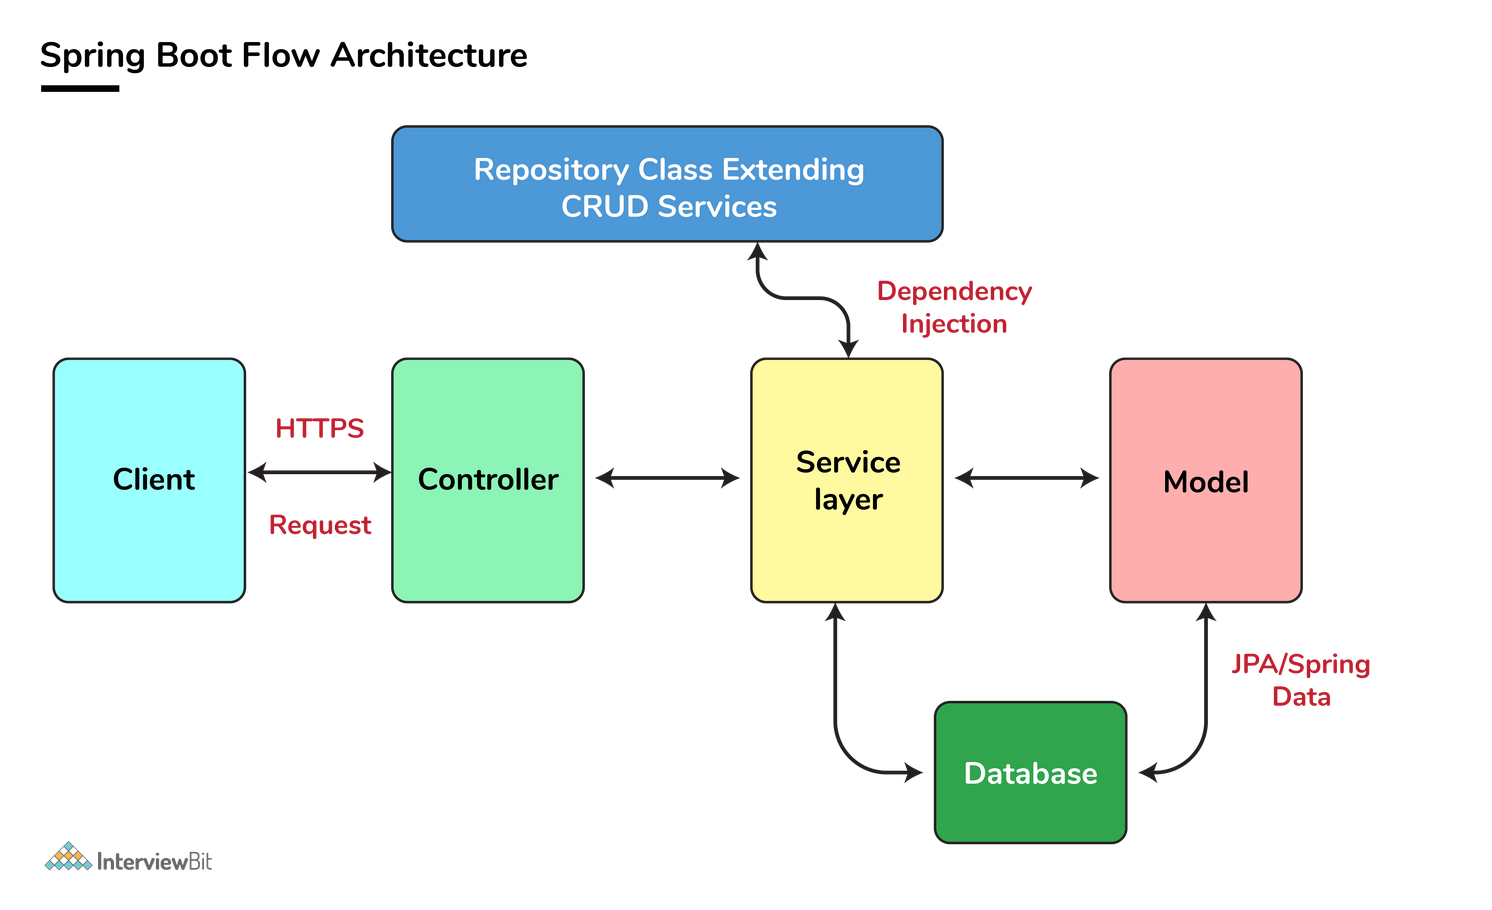 Spring Boot Flow Architecture
Repository Class Extending
CRUD Services
Dependency
Injection
HTTPS
Request
Client
Controller
Service
layer
Model
JPA/Spring
Data
Database
InterviewBit